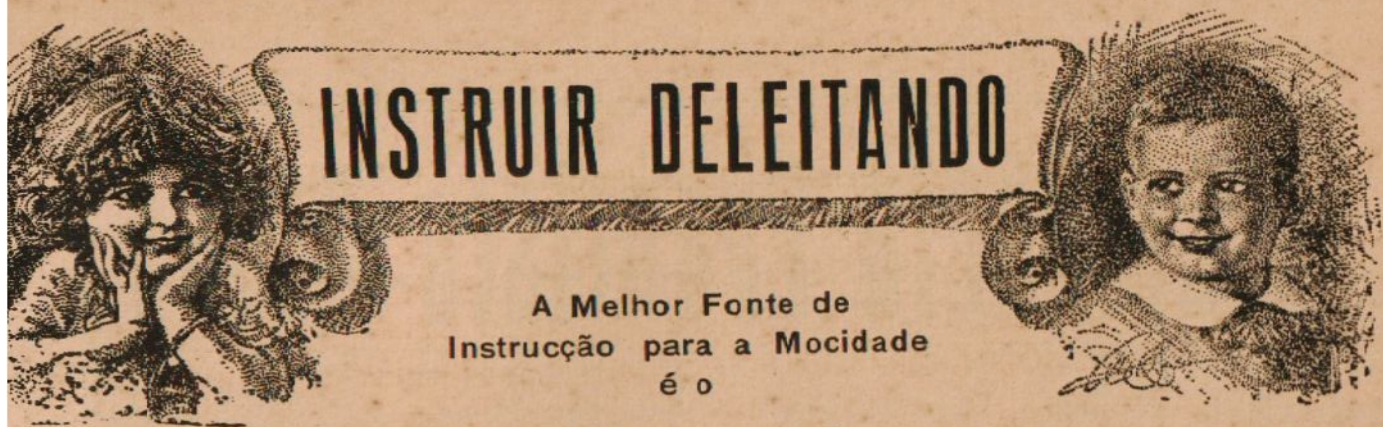 INSTRUIR DELEITANDO
A Melhor Fonte de
Instrucção para a Mocidade
é o